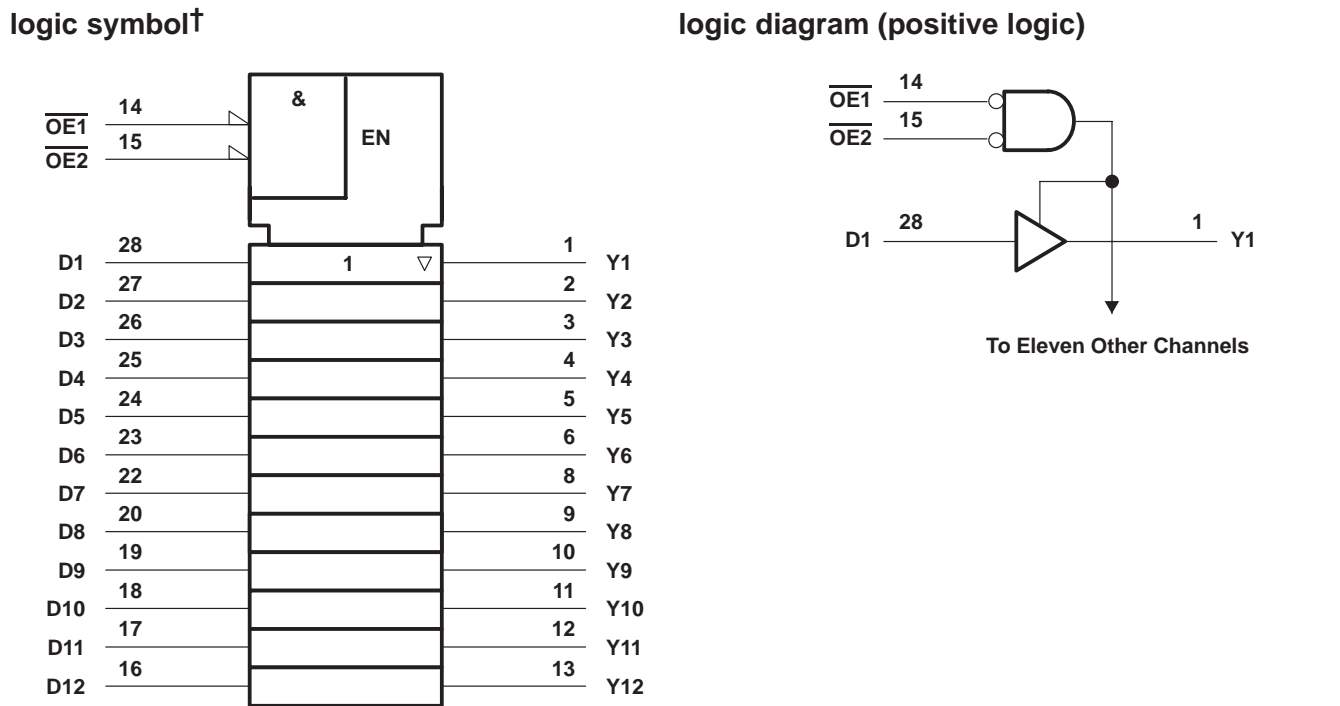 logic symbol†
&
EN
OE1 14
OE2 15
D1 28 1 ▽ 1 Y1
D2 27 2 Y2
D3 26 3 Y3
D4 25 4 Y4
D5 24 5 Y5
D6 23 6 Y6
D7 22 8 Y7
D8 20 9 Y8
D9 19 10 Y9
D10 18 11 Y10
D11 17 12 Y11
D12 16 13 Y12
logic diagram (positive logic)
OE1 14
OE2 15
D1 28 1 Y1
To Eleven Other Channels